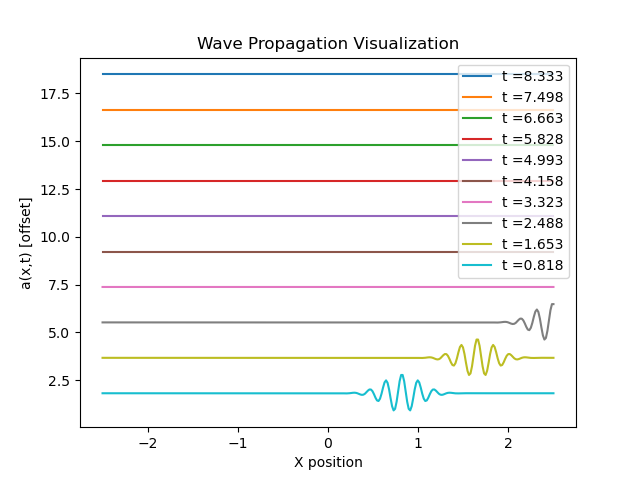 Wave Propagation Visualization
a(x,t) [offset]
17.5
15.0
12.5
10.0
7.5
5.0
2.5
t =8.333
t =7.498
t =6.663
t =5.828
t =4.993
t =4.158
t =3.323
t =2.488
t =1.653
t =0.818
−2 −1 0 1 2
X position